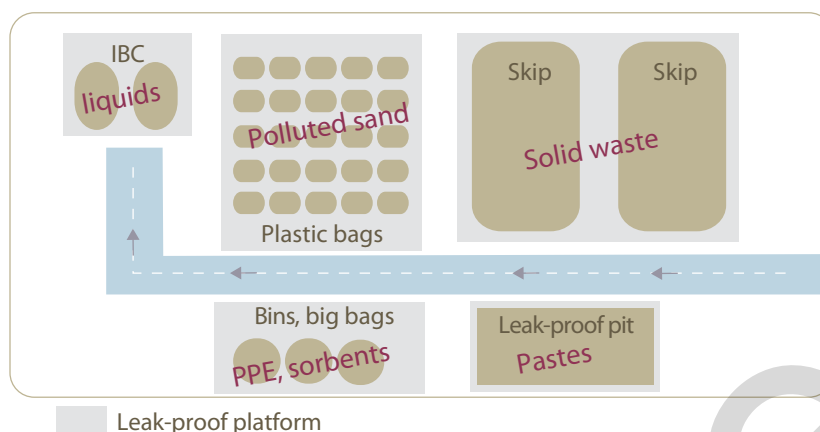 IBC
liquids
Polluted sand
Plastic bags
Skip
Skip
Solid waste
Bins, big bags
PPE, sorbents
Leak-proof pit
Pastes
Leak-proof platform